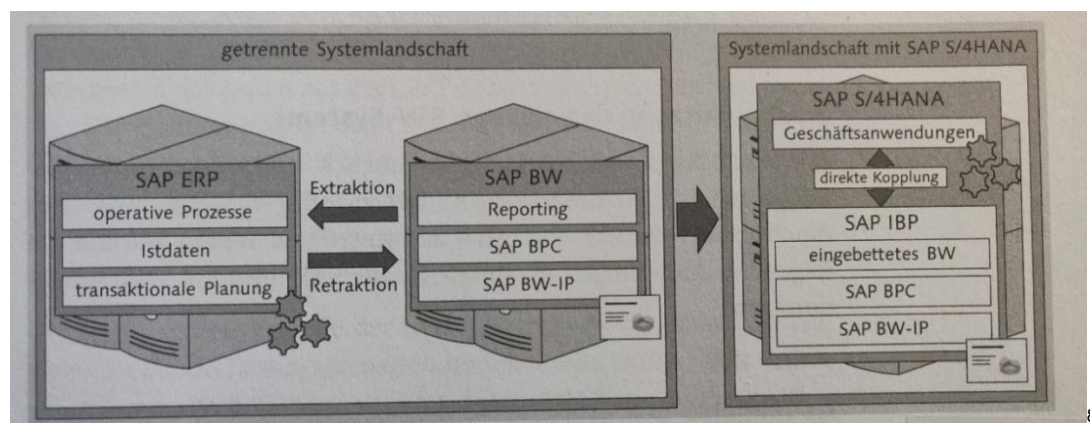 getrennte Systemlandschaft
SAP ERP
operative Prozesse
Istdaten
transaktionale Planung
Extraktion
Retraktion
SAP BW
Reporting
SAP BPC
SAP BW-IP
Systemlandschaft mit SAP S/4HANA
SAP S/4HANA
Geschäftsanwendungen
direkte Kopplung
SAP IBP
eingebettetes BW
SAP BPC
SAP BW-IP